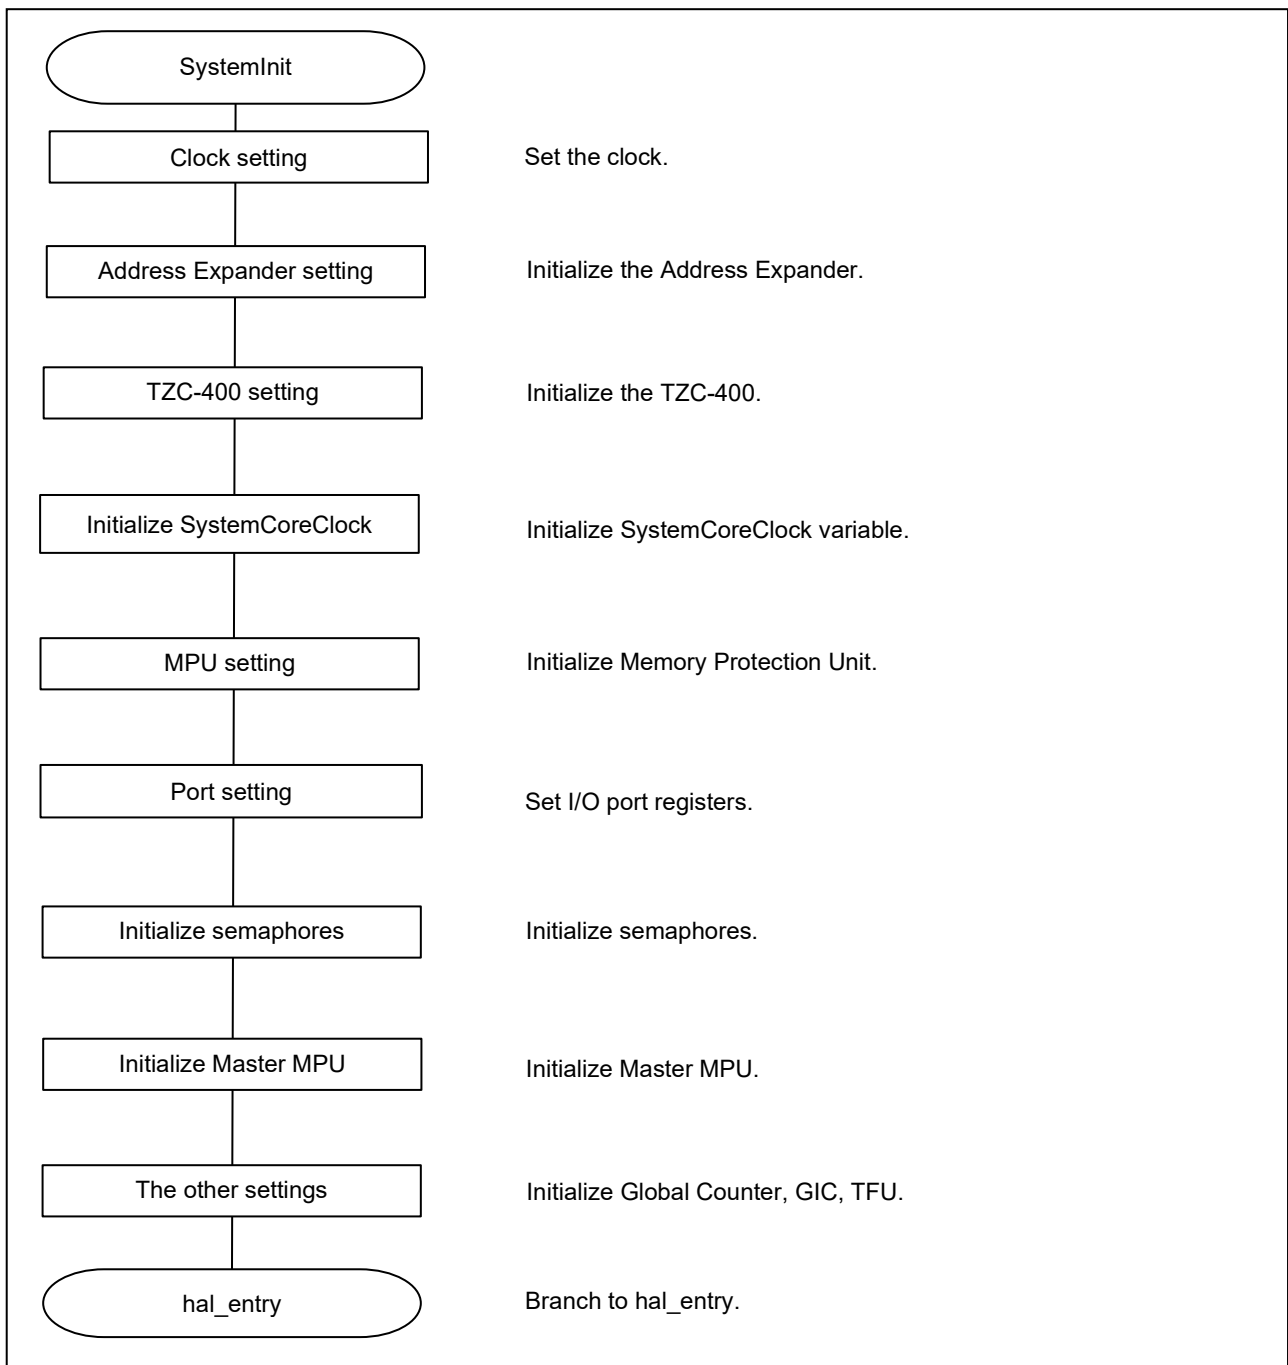 SystemInit
Clock setting
Set the clock.
Address Expander setting
Initialize the Address Expander.
TZC-400 setting
Initialize the TZC-400.
Initialize SystemCoreClock
Initialize SystemCoreClock variable.
MPU setting
Initialize Memory Protection Unit.
Port setting
Set I/O port registers.
Initialize semaphores
Initialize semaphores.
Initialize Master MPU
Initialize Master MPU.
The other settings
Initialize Global Counter, GIC, TFU.
hal_entry
Branch to hal_entry.